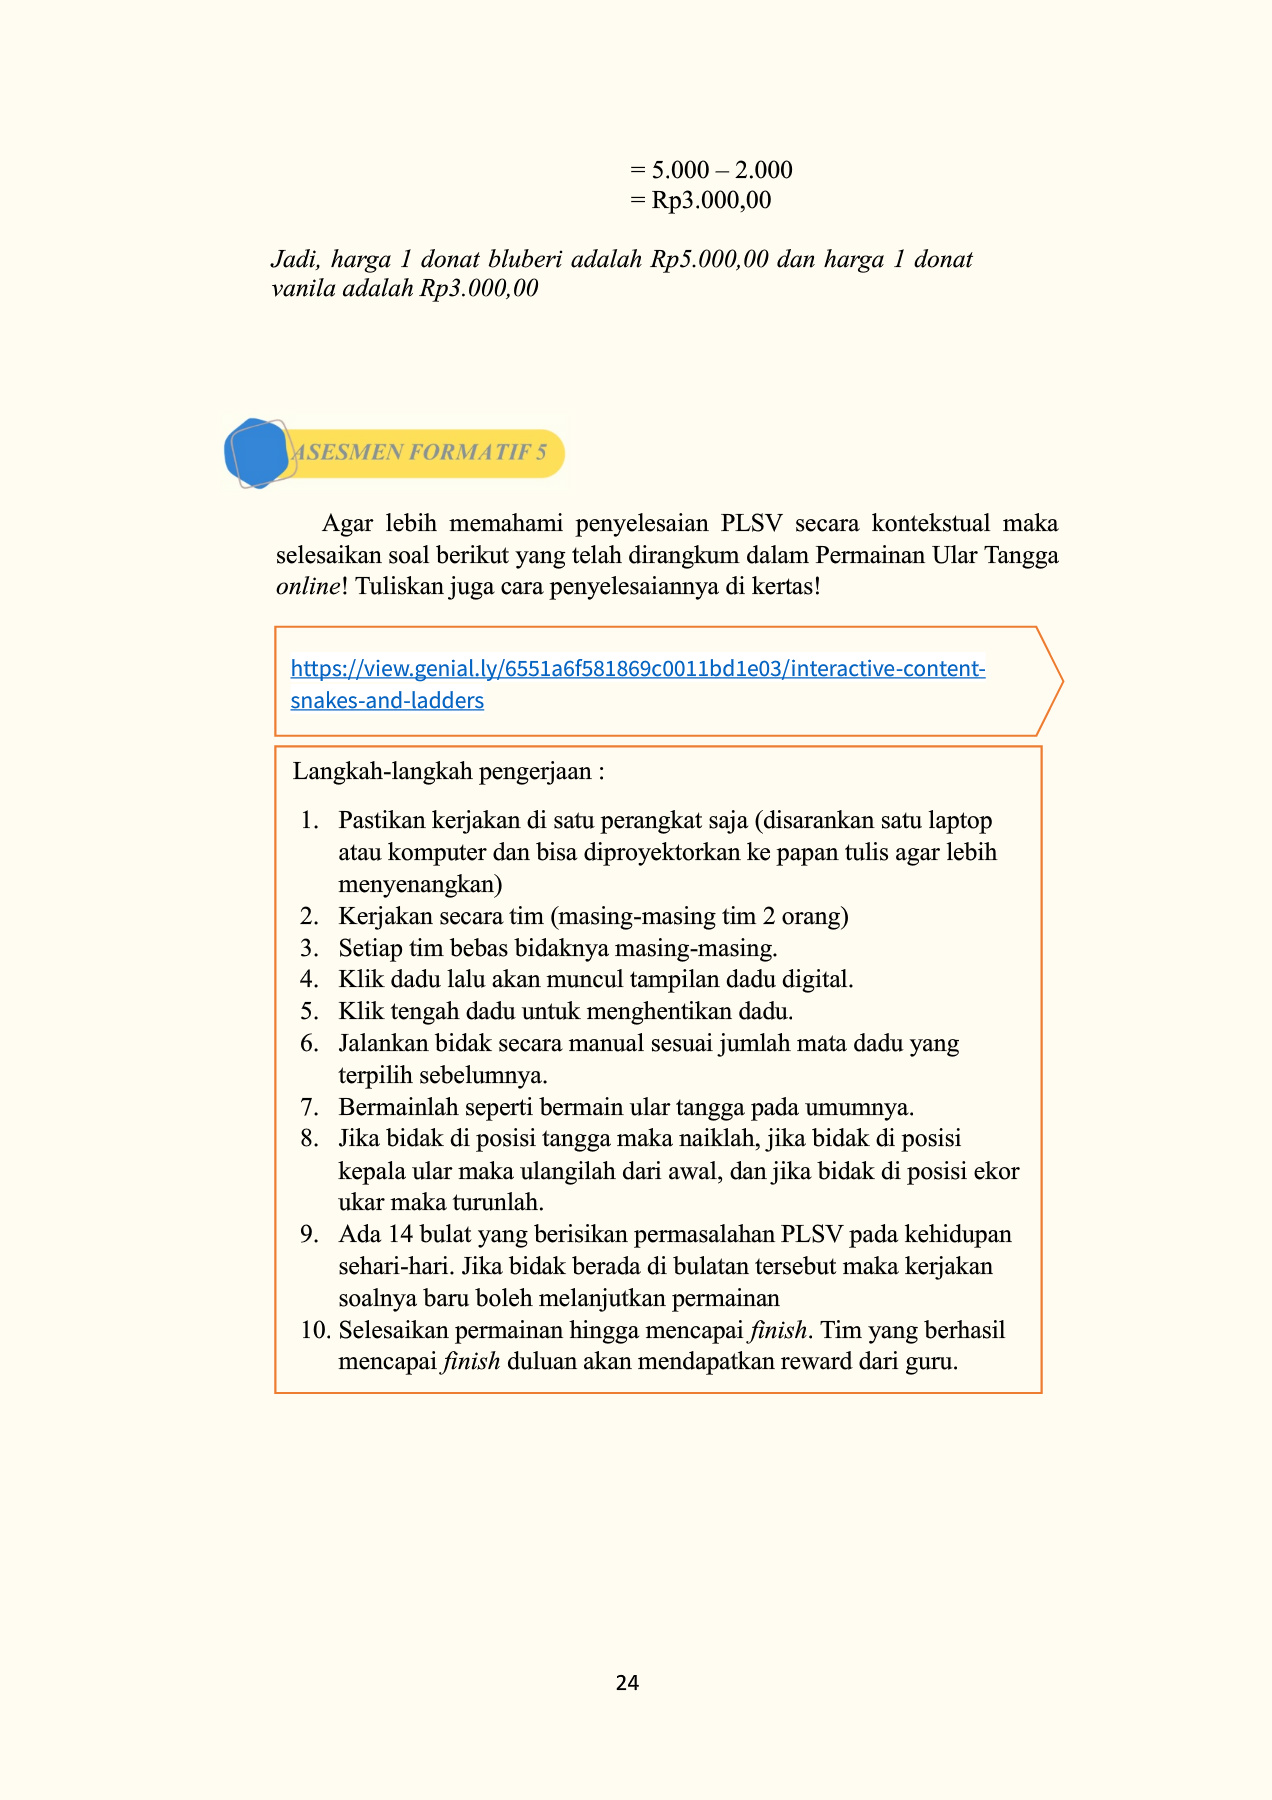 = 5.000 – 2.000
= Rp3.000,00
Jadi, harga 1 donat bluberi adalah Rp5.000,00 dan harga 1 donat
vanila adalah Rp3.000,00
ASESMEN FORMATIF 5
Agar lebih memahami penyelesaian PLSV secara kontekstual maka
selesaikan soal berikut yang telah dirangkum dalam Permainan Ular Tangga
online! Tuliskan juga cara penyelesaiannya di kertas!
https://view.genial.ly/6551a6f581869c0011bd1e03/interactive-content-
snakes-and-ladders
Langkah-langkah pengerjaan :
1. Pastikan kerjakan di satu perangkat saja (disarankan satu laptop
atau komputer dan bisa diproyektorkan ke papan tulis agar lebih
menyenangkan)
2. Kerjakan secara tim (masing-masing tim 2 orang)
3. Setiap tim bebas bidaknya masing-masing.
4. Klik dadu lalu akan muncul tampilan dadu digital.
5. Klik tengah dadu untuk menghentikan dadu.
6. Jalankan bidak secara manual sesuai jumlah mata dadu yang
terpilih sebelumnya.
7. Bermainlah seperti bermain ular tangga pada umumnya.
8. Jika bidak di posisi tangga maka naiklah, jika bidak di posisi
kepala ular maka ulangilah dari awal, dan jika bidak di posisi ekor
ukar maka turunlah.
9. Ada 14 bulat yang berisikan permasalahan PLSV pada kehidupan
sehari-hari. Jika bidak berada di bulatan tersebut maka kerjakan
soalnya baru boleh melanjutkan permainan
10. Selesaikan permainan hingga mencapai finish. Tim yang berhasil
mencapai finish duluan akan mendapatkan reward dari guru.
24